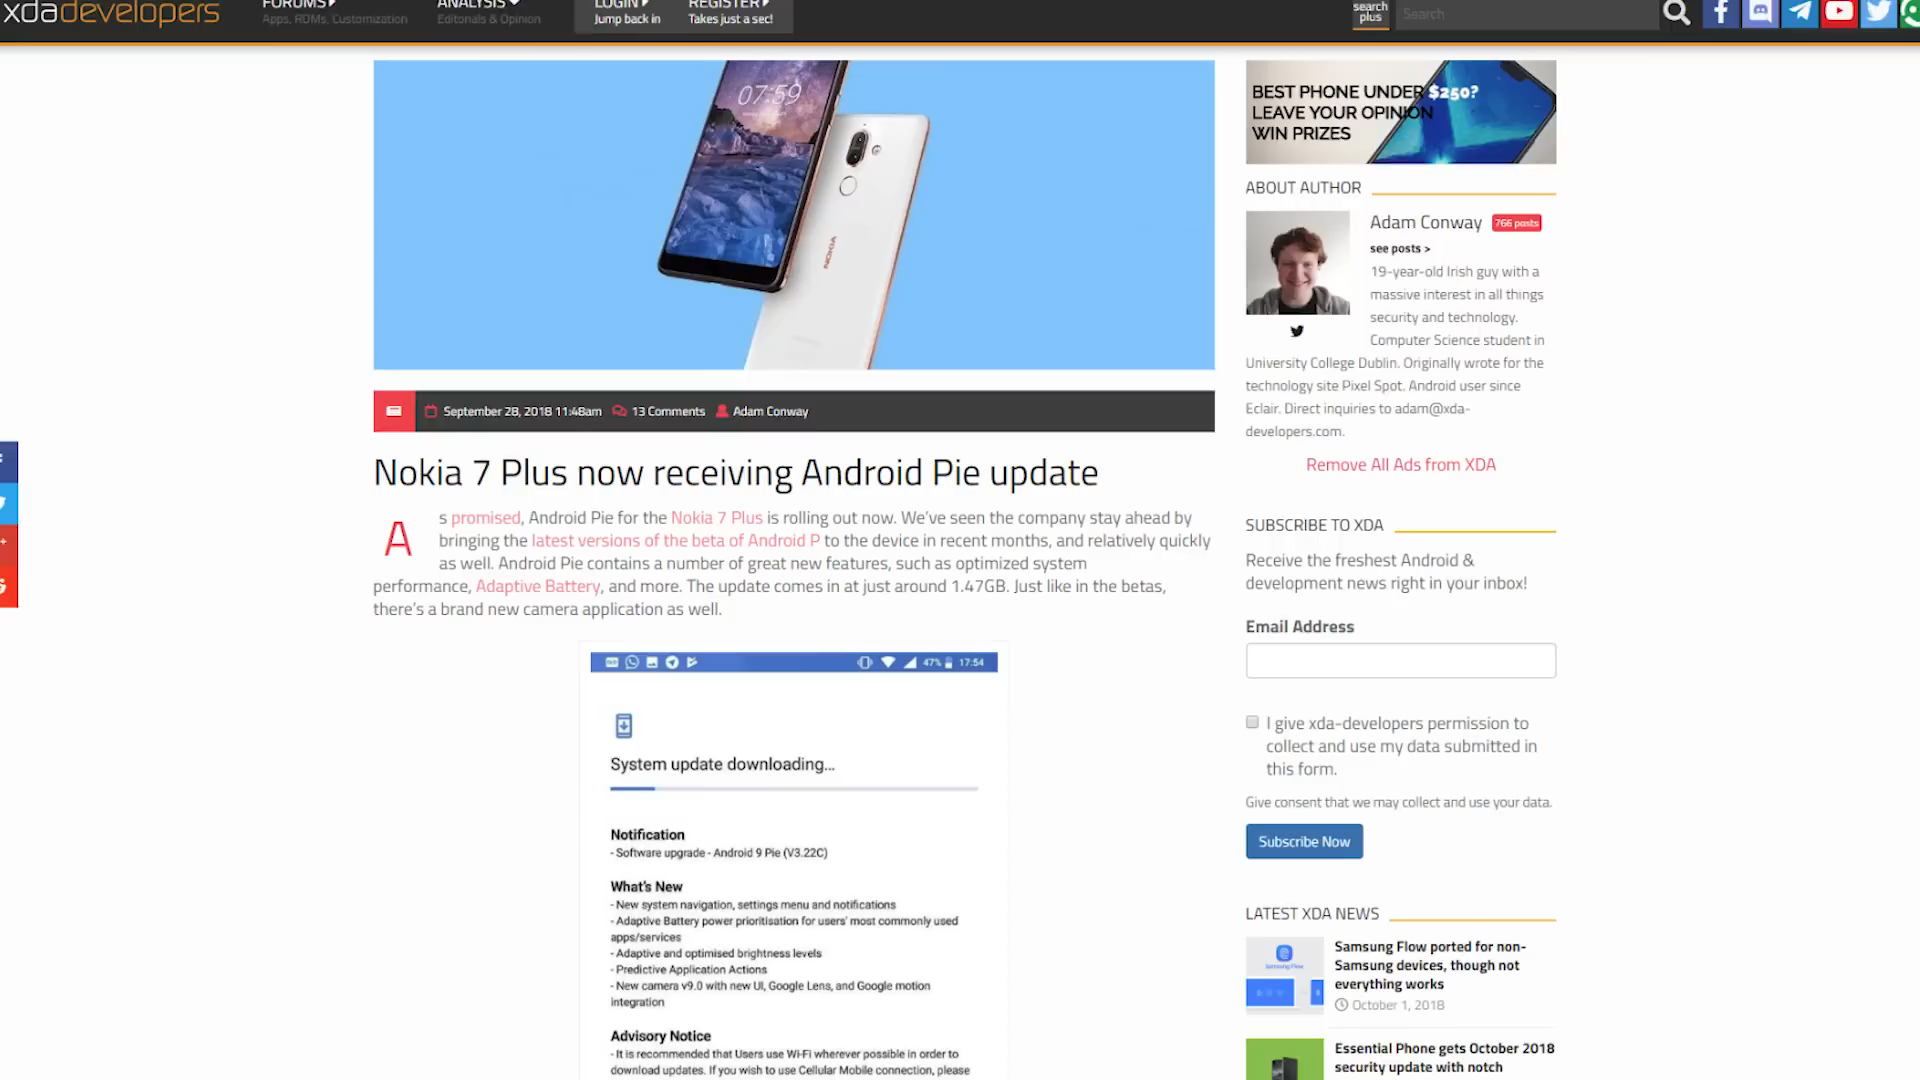 xdadevelopers
FORUMS
Apps, ROMs, Customization
ANALYSIS
Editorials & Opinion
LOGIN
Jump back in
REGISTER
Takes just a sec!
search
plus
Search
07:59
NOKIA
September 28, 2018 11:48am
13 Comments
Adam Conway
Nokia 7 Plus now receiving Android Pie update
As promised, Android Pie for the Nokia 7 Plus is rolling out now. We've seen the company stay ahead by
bringing the latest versions of the beta of Android P to the device in recent months, and relatively quickly
as well. Android Pie contains a number of great new features, such as optimized system
performance, Adaptive Battery, and more. The update comes in at just around 1.47GB. Just like in the betas,
there's a brand new camera application as well.
47% 17:54
System update downloading...
Notification
- Software upgrade - Android 9 Pie (V3.22C)
What's New
- New system navigation, settings menu and notifications
- Adaptive Battery power prioritisation for users' most commonly used
apps/services
- Adaptive and optimised brightness levels
- Predictive Application Actions
- New camera v9.0 with new UI, Google Lens, and Google motion
integration
Advisory Notice
- It is recommended that Users use Wi-Fi wherever possible in order to
download updates. If you wish to use Cellular Mobile connection, please
BEST PHONE UNDER $250?
LEAVE YOUR OPINION
WIN PRIZES
ABOUT AUTHOR
Adam Conway 766 posts
see posts >
19-year-old Irish guy with a
massive interest in all things
security and technology.
Computer Science student in
University College Dublin. Originally wrote for the
technology site Pixel Spot. Android user since
Eclair. Direct inquiries to adam@xda-
developers.com.
Remove All Ads from XDA
SUBSCRIBE TO XDA
Receive the freshest Android &
development news right in your inbox!
Email Address
I give xda-developers permission to
collect and use my data submitted in
this form.
Give consent that we may collect and use your data.
Subscribe Now
LATEST XDA NEWS
Samsung Flow
Samsung Flow ported for non-
Samsung devices, though not
everything works
October 1, 2018
Essential Phone gets October 2018
security update with notch